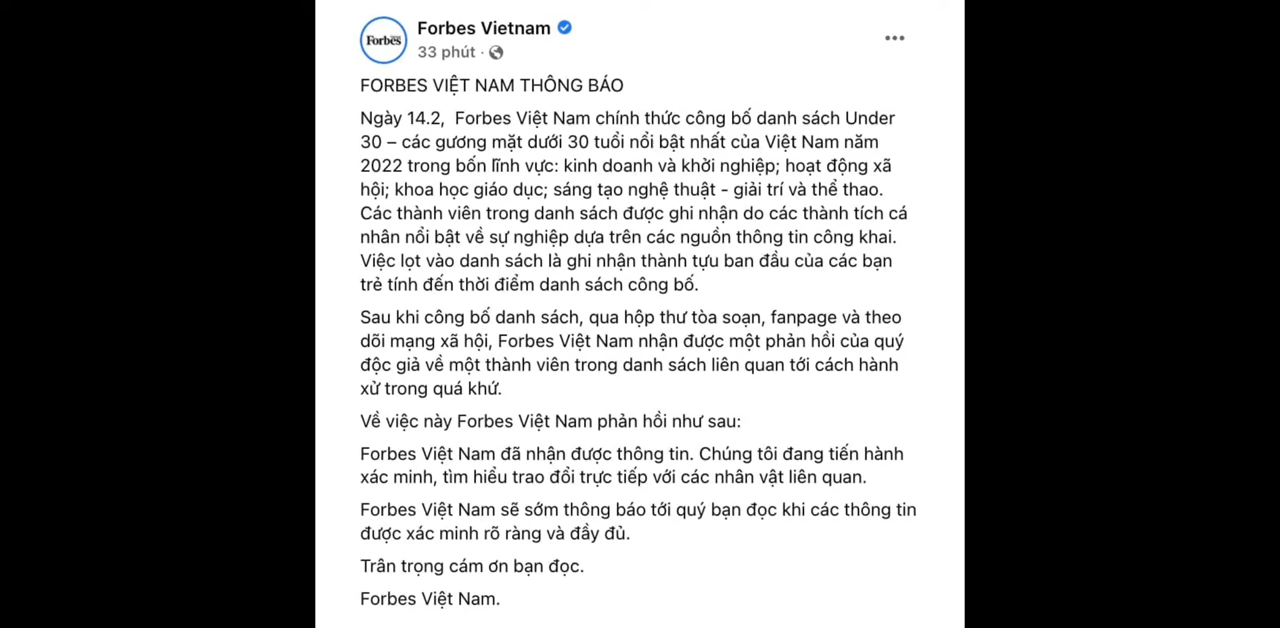 Forbes
Forbes Vietnam
33 phút ·
FORBES VIỆT NAM THÔNG BÁO
Ngày 14.2, Forbes Việt Nam chính thức công bố danh sách Under
30 – các gương mặt dưới 30 tuổi nổi bật nhất của Việt Nam năm
2022 trong bốn lĩnh vực: kinh doanh và khởi nghiệp; hoạt động xã
hội; khoa học giáo dục; sáng tạo nghệ thuật - giải trí và thể thao.
Các thành viên trong danh sách được ghi nhận do các thành tích cá
nhân nổi bật về sự nghiệp dựa trên các nguồn thông tin công khai.
Việc lọt vào danh sách là ghi nhận thành tựu ban đầu của các bạn
trẻ tính đến thời điểm danh sách công bố.
Sau khi công bố danh sách, qua hộp thư tòa soạn, fanpage và theo
dõi mạng xã hội, Forbes Việt Nam nhận được một phản hồi của quý
độc giả về một thành viên trong danh sách liên quan tới cách hành
xử trong quá khứ.
Về việc này Forbes Việt Nam phản hồi như sau:
Forbes Việt Nam đã nhận được thông tin. Chúng tôi đang tiến hành
xác minh, tìm hiểu trao đổi trực tiếp với các nhân vật liên quan.
Forbes Việt Nam sẽ sớm thông báo tới quý bạn đọc khi các thông tin
được xác minh rõ ràng và đầy đủ.
Trân trọng cám ơn bạn đọc.
Forbes Việt Nam.